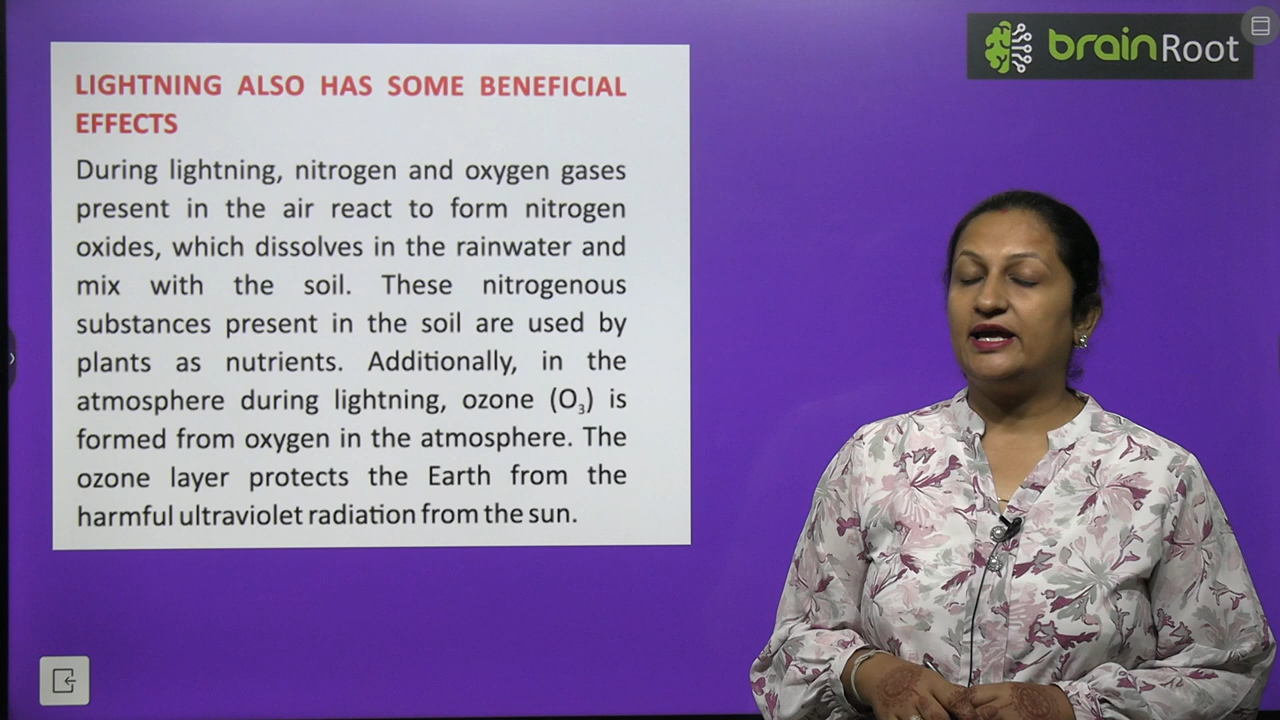 brainRoot
LIGHTNING ALSO HAS SOME BENEFICIAL
EFFECTS
During lightning, nitrogen and oxygen gases
present in the air react to form nitrogen
oxides, which dissolves in the rainwater and
mix with the soil. These nitrogenous
substances present in the soil are used by
plants as nutrients. Additionally, in the
atmosphere during lightning, ozone (O₃) is
formed from oxygen in the atmosphere. The
ozone layer protects the Earth from the
harmful ultraviolet radiation from the sun.